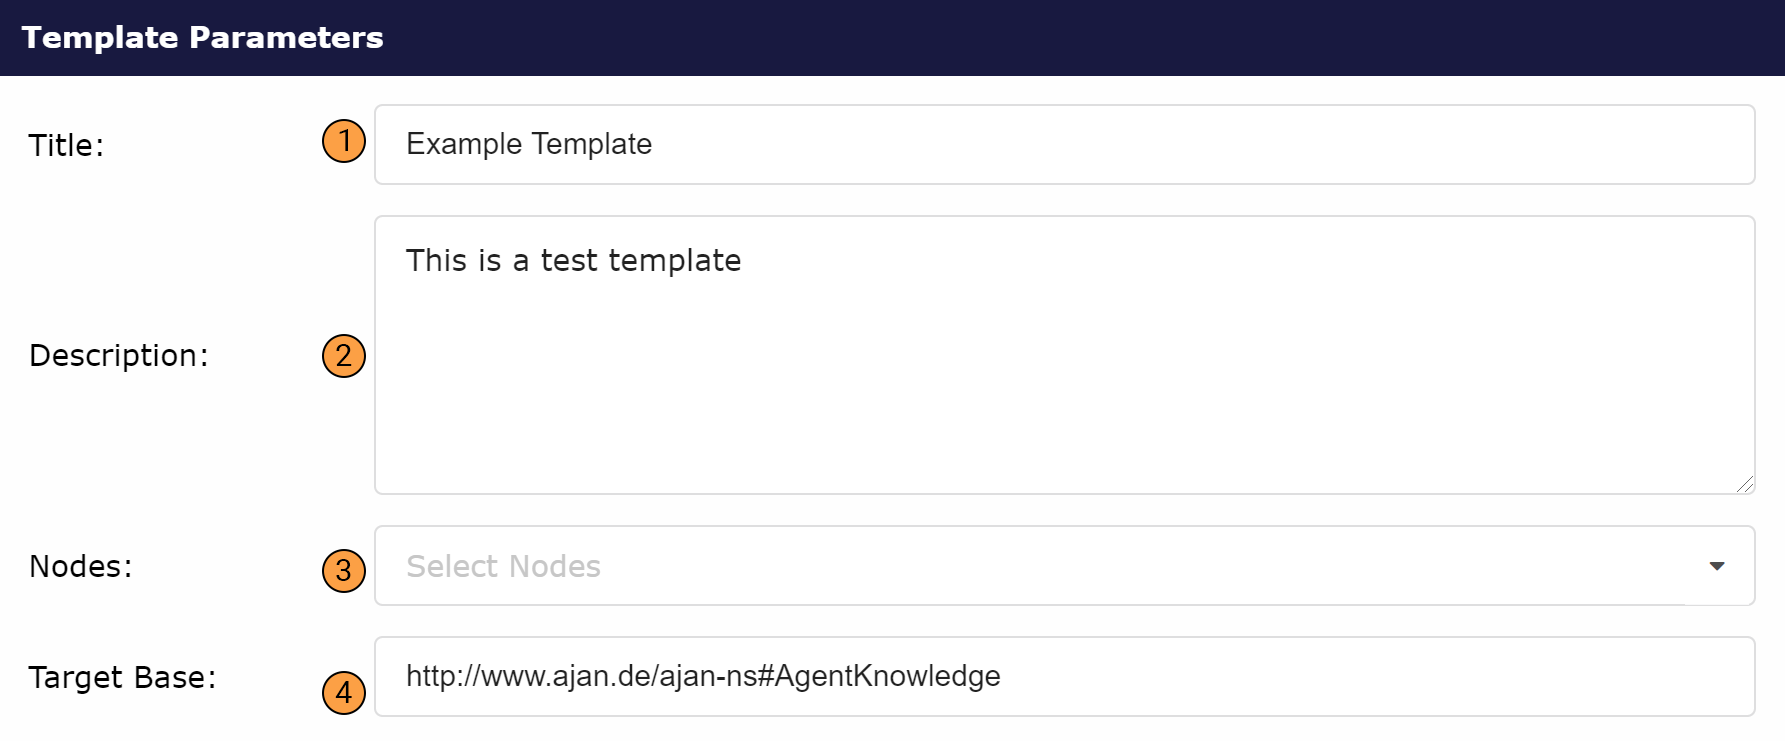 Template Parameters
Title: 1 Example Template
This is a test template
Description: 2
Nodes: 3 Select Nodes
Target Base: 4 http://www.ajan.de/ajan-ns#AgentKnowledge